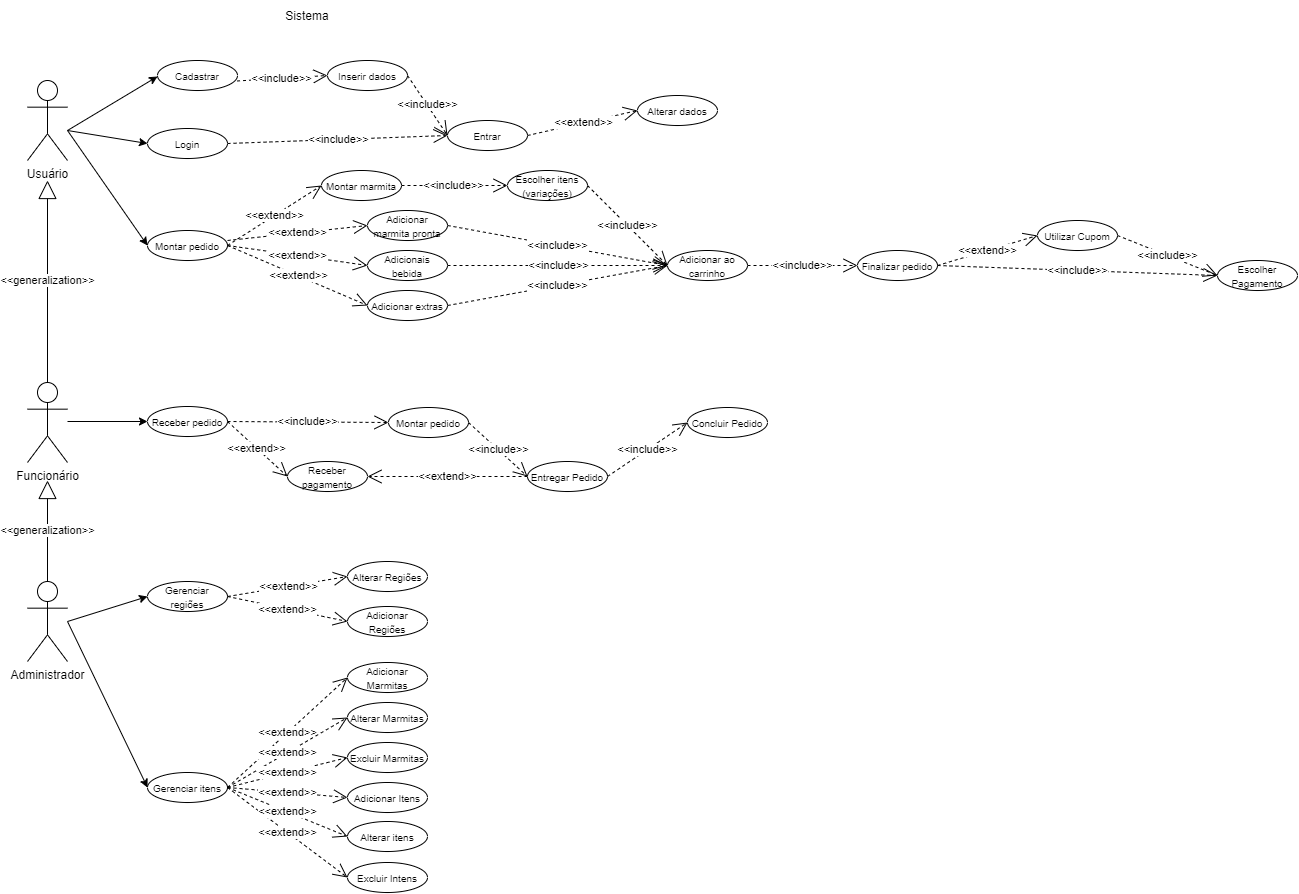 Sistema
Cadastrar
<<include>>
Inserir dados
<<include>>
Alterar dados
<<extend>>
Entrar
Login
<<include>>
Usuário
Montar marmita
<<include>>
Escolher itens
(variações)
<<extend>>
Adicionar
marmita pronta
<<extend>>
<<include>>
Montar pedido
<<include>>
Utilizar Cupom
<<extend>>
<<include>>
<<extend>>
Adicionais
bebida
<<include>>
Adicionar ao
carrinho
<<include>>
Finalizar pedido
<<include>>
Escolher
Pagamento
<<extend>>
<<include>>
Adicionar extras
<<generalization>>
Receber pedido
<<include>>
Montar pedido
Concluir Pedido
<<extend>>
<<include>>
<<include>>
Funcionário
Receber
pagamento
<<extend>>
Entregar Pedido
<<generalization>>
Gerenciar
regiões
<<extend>>
Alterar Regiões
<<extend>>
Adicionar
Regiões
Administrador
Adicionar
Marmitas
<<extend>>
Alterar Marmitas
<<extend>>
Excluir Marmitas
<<extend>>
Gerenciar itens
<<extend>>
Adicionar Itens
<<extend>>
Alterar itens
<<extend>>
Excluir Intens